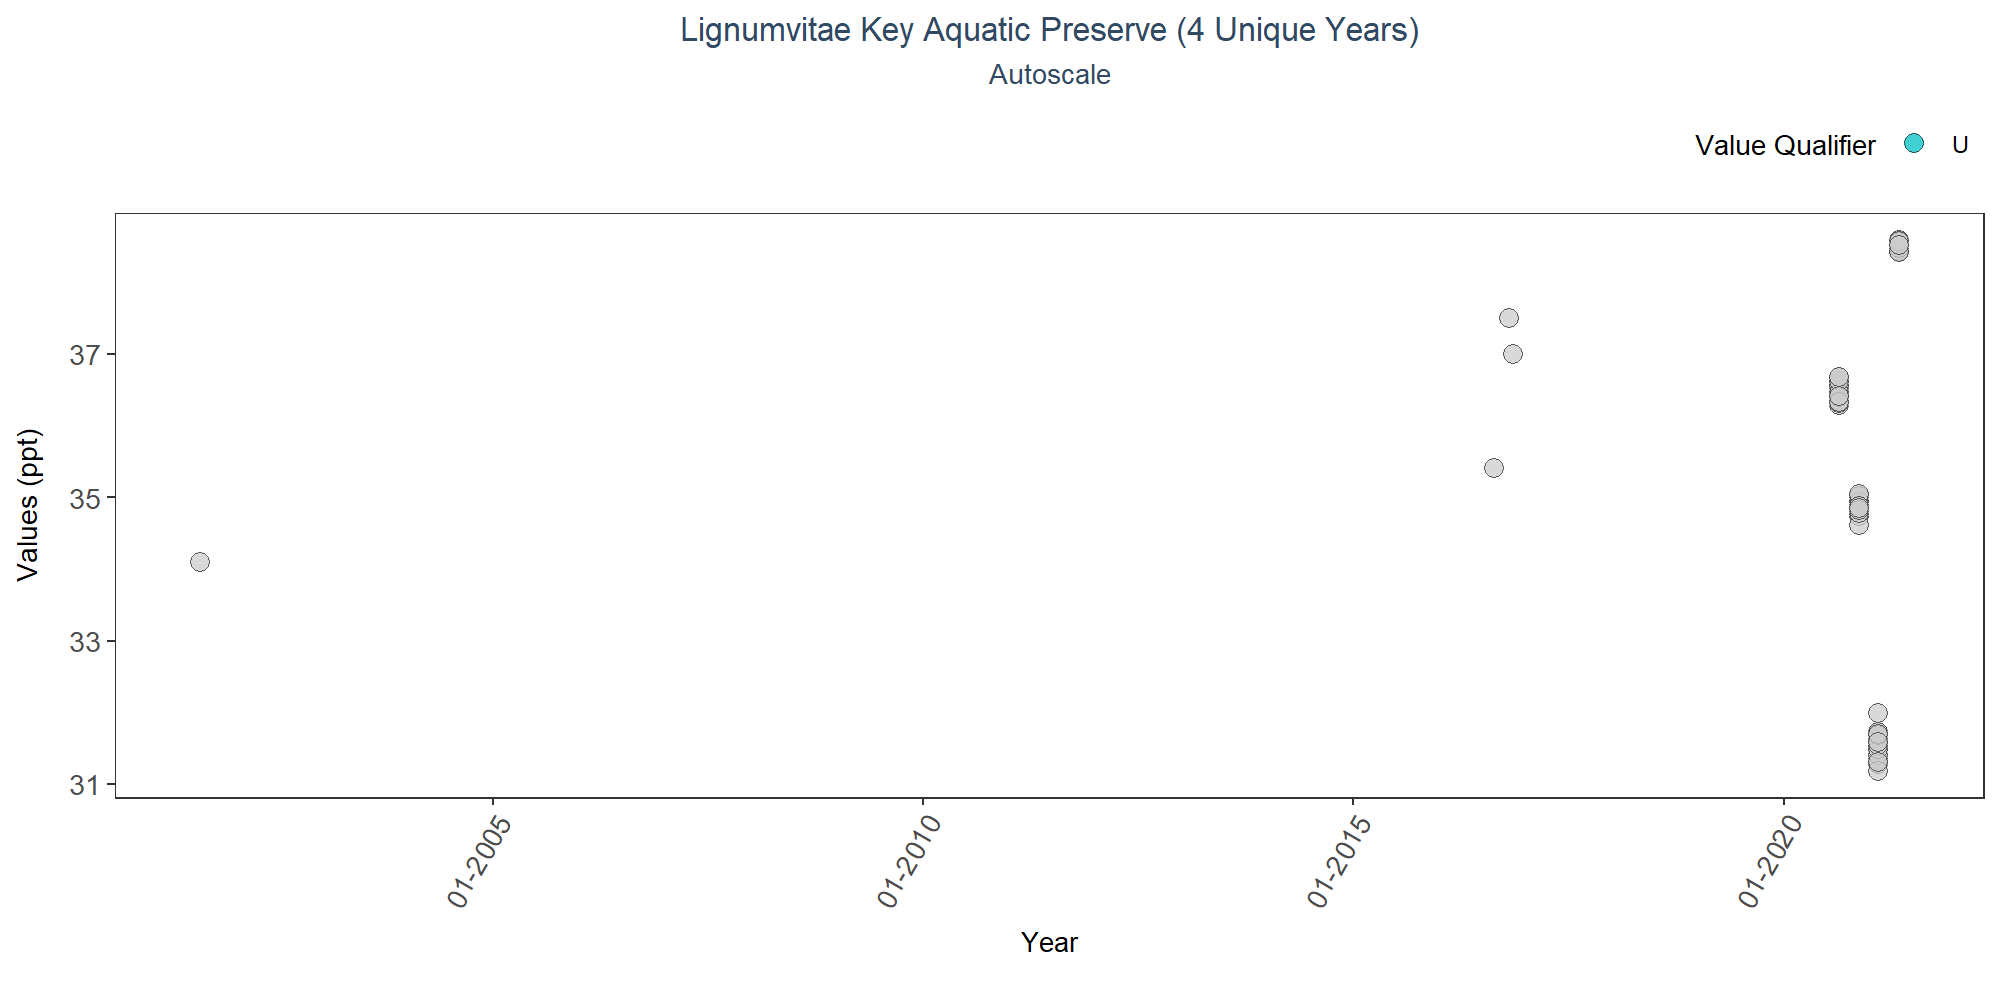 Lignumvitae Key Aquatic Preserve (4 Unique Years)
Autoscale
Value Qualifier U
Values (ppt)
37
35
33
31
01-2005 01-2010 01-2015 01-2020
Year